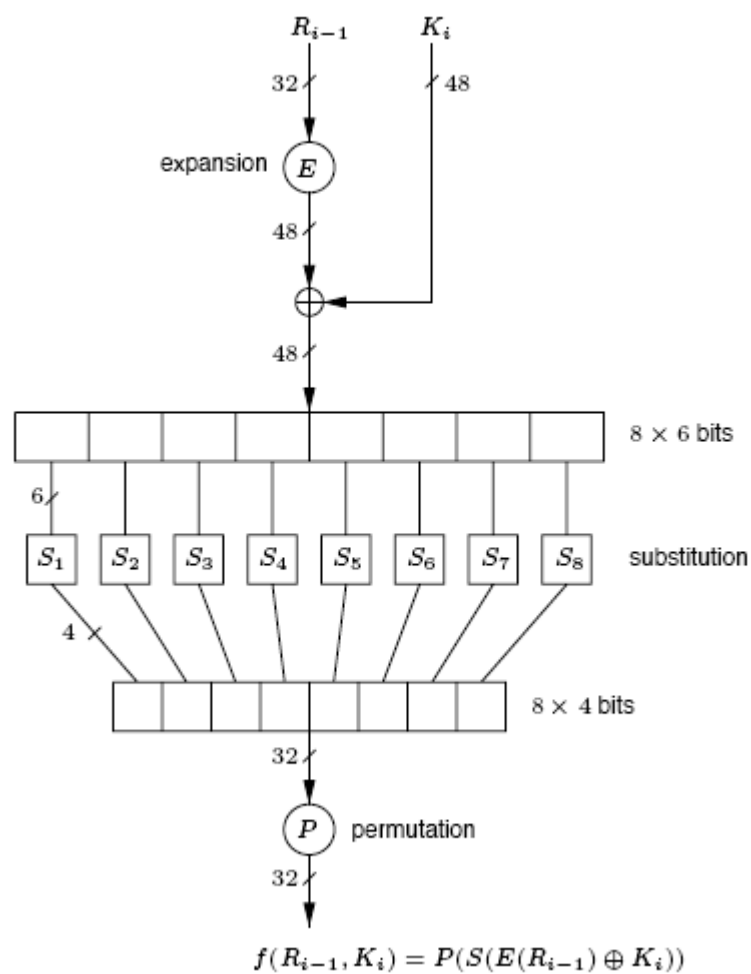 R_{i−1} K_i
32 48
expansion E
48
48
8 × 6 bits
6
S_1 S_2 S_3 S_4 S_5 S_6 S_7 S_8 substitution
4
8 × 4 bits
32
P permutation
32
f(R_{i−1}, K_i) = P(S(E(R_{i−1}) ⊕ K_i))